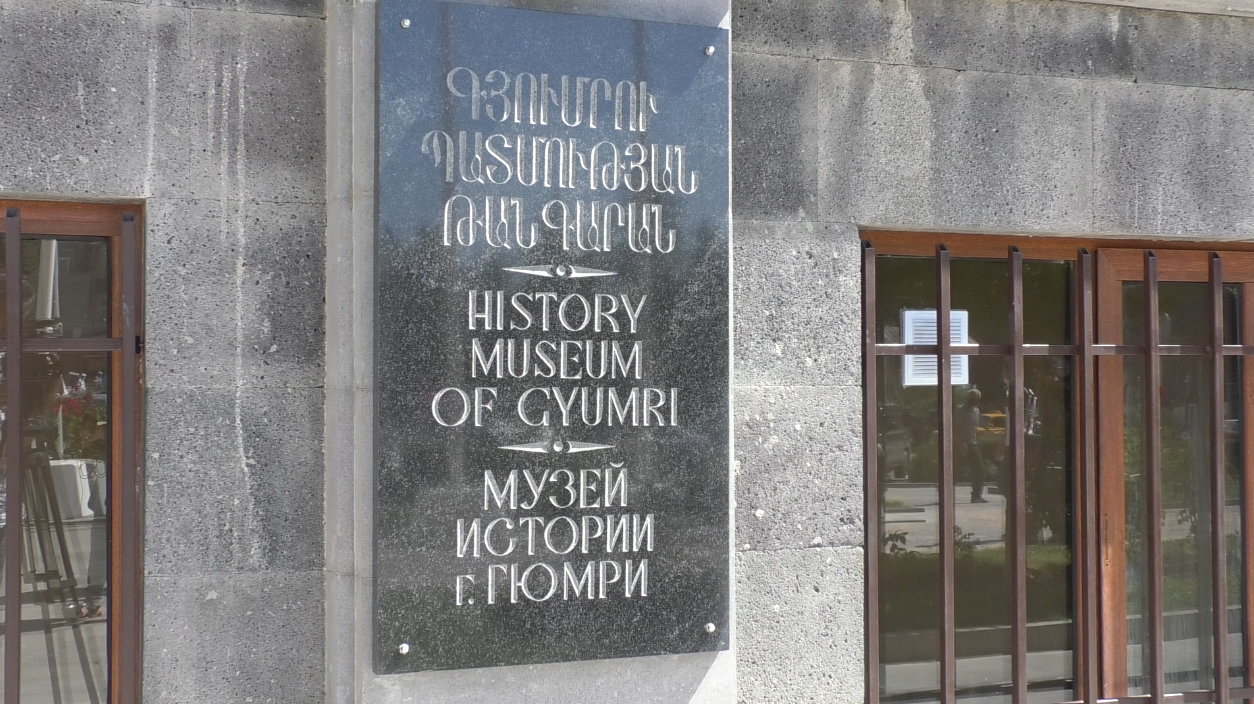 ԳՅՈՒՄՐՈՒ
ՊԱՏՄՈՒԹՅԱՆ
ԹԱՆԳԱՐԱՆ
HISTORY
MUSEUM
OF GYUMRI
МУЗЕЙ
ИСТОРИИ
г. ГЮМРИ